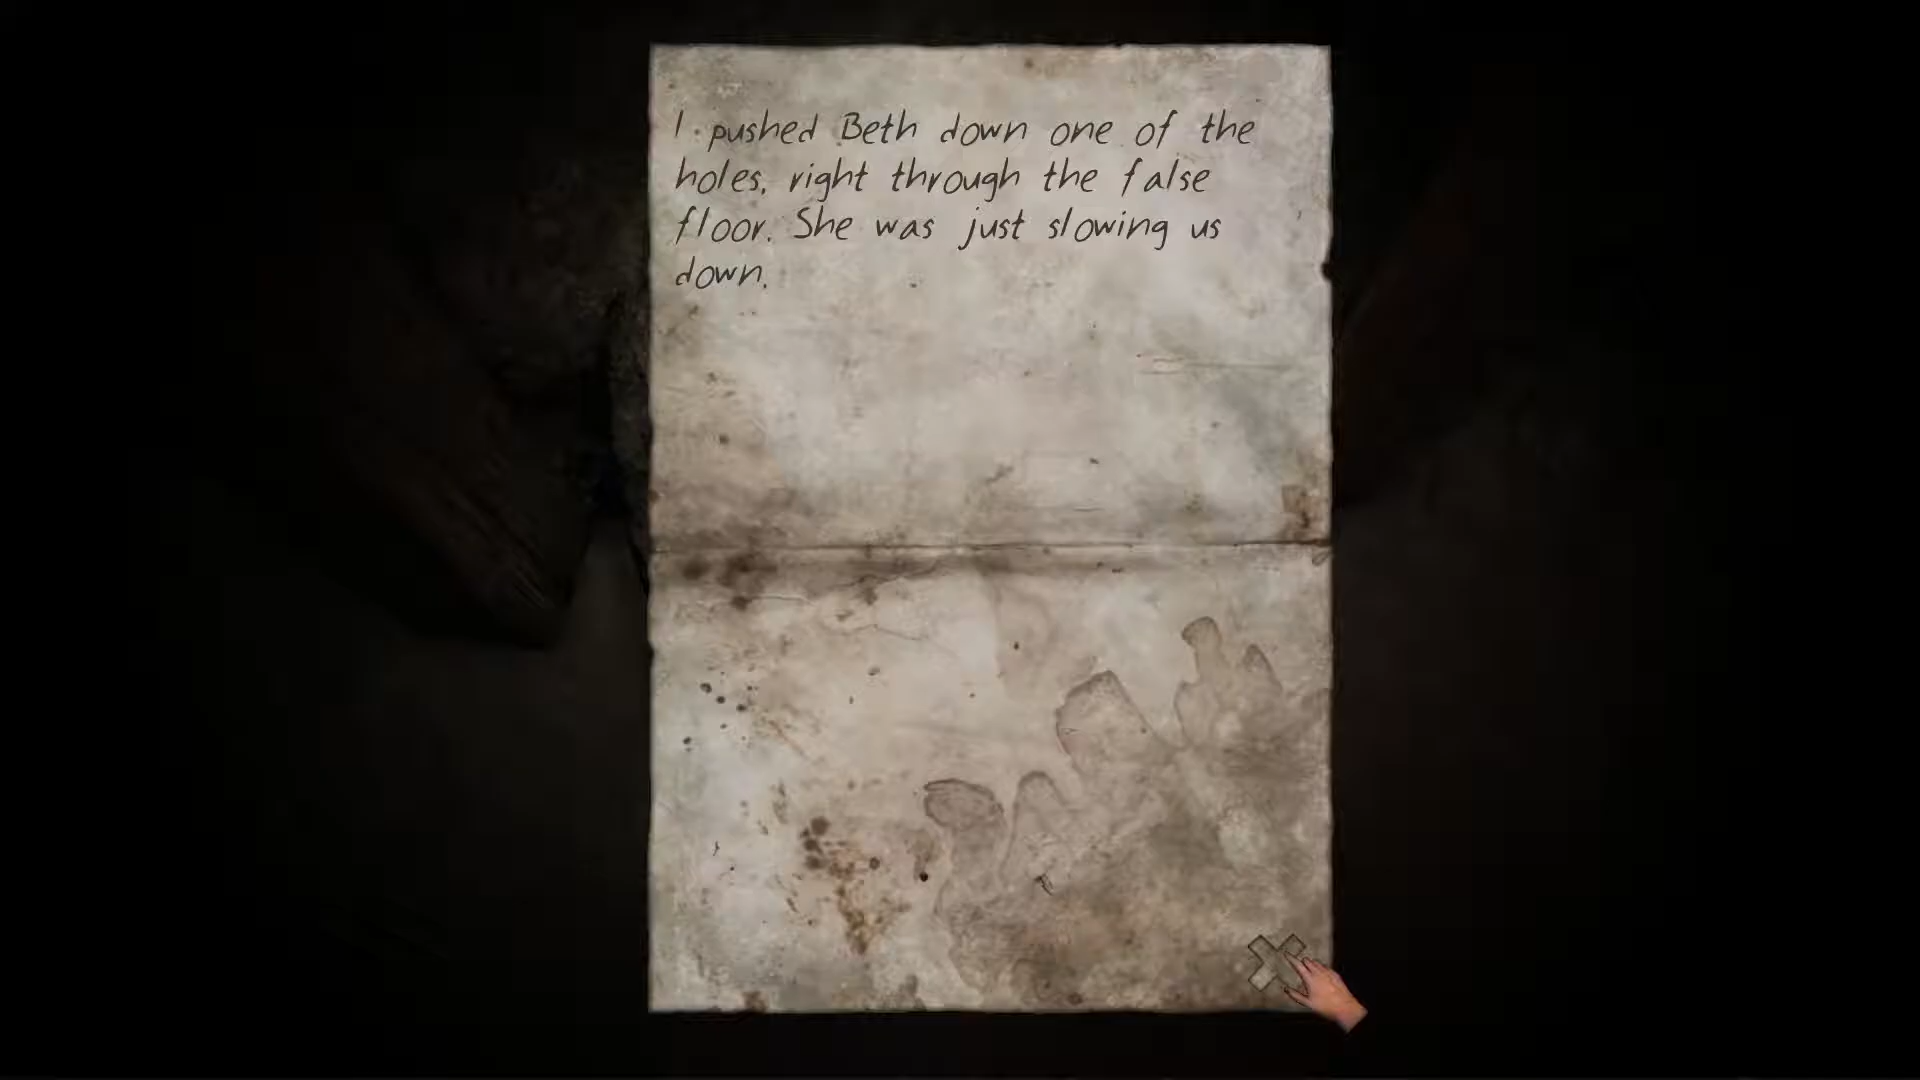 I pushed Beth down one of the
holes, right through the false
floor. She was just slowing us
down.